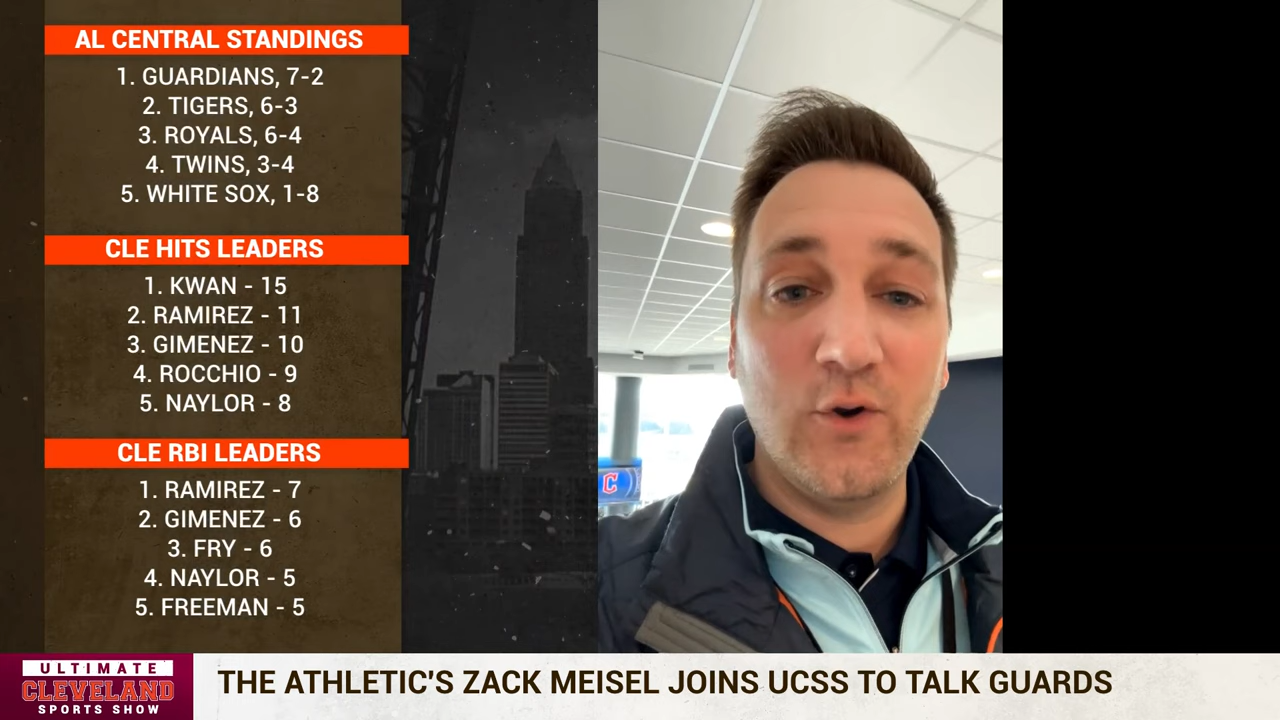 AL CENTRAL STANDINGS
1. GUARDIANS, 7-2
2. TIGERS, 6-3
3. ROYALS, 6-4
4. TWINS, 3-4
5. WHITE SOX, 1-8
CLE HITS LEADERS
1. KWAN - 15
2. RAMIREZ - 11
3. GIMENEZ - 10
4. ROCCHIO - 9
5. NAYLOR - 8
CLE RBI LEADERS
1. RAMIREZ - 7
2. GIMENEZ - 6
3. FRY - 6
4. NAYLOR - 5
5. FREEMAN - 5
C
ULTIMATE
CLEVELAND
SPORTS SHOW
THE ATHLETIC'S ZACK MEISEL JOINS UCSS TO TALK GUARDS